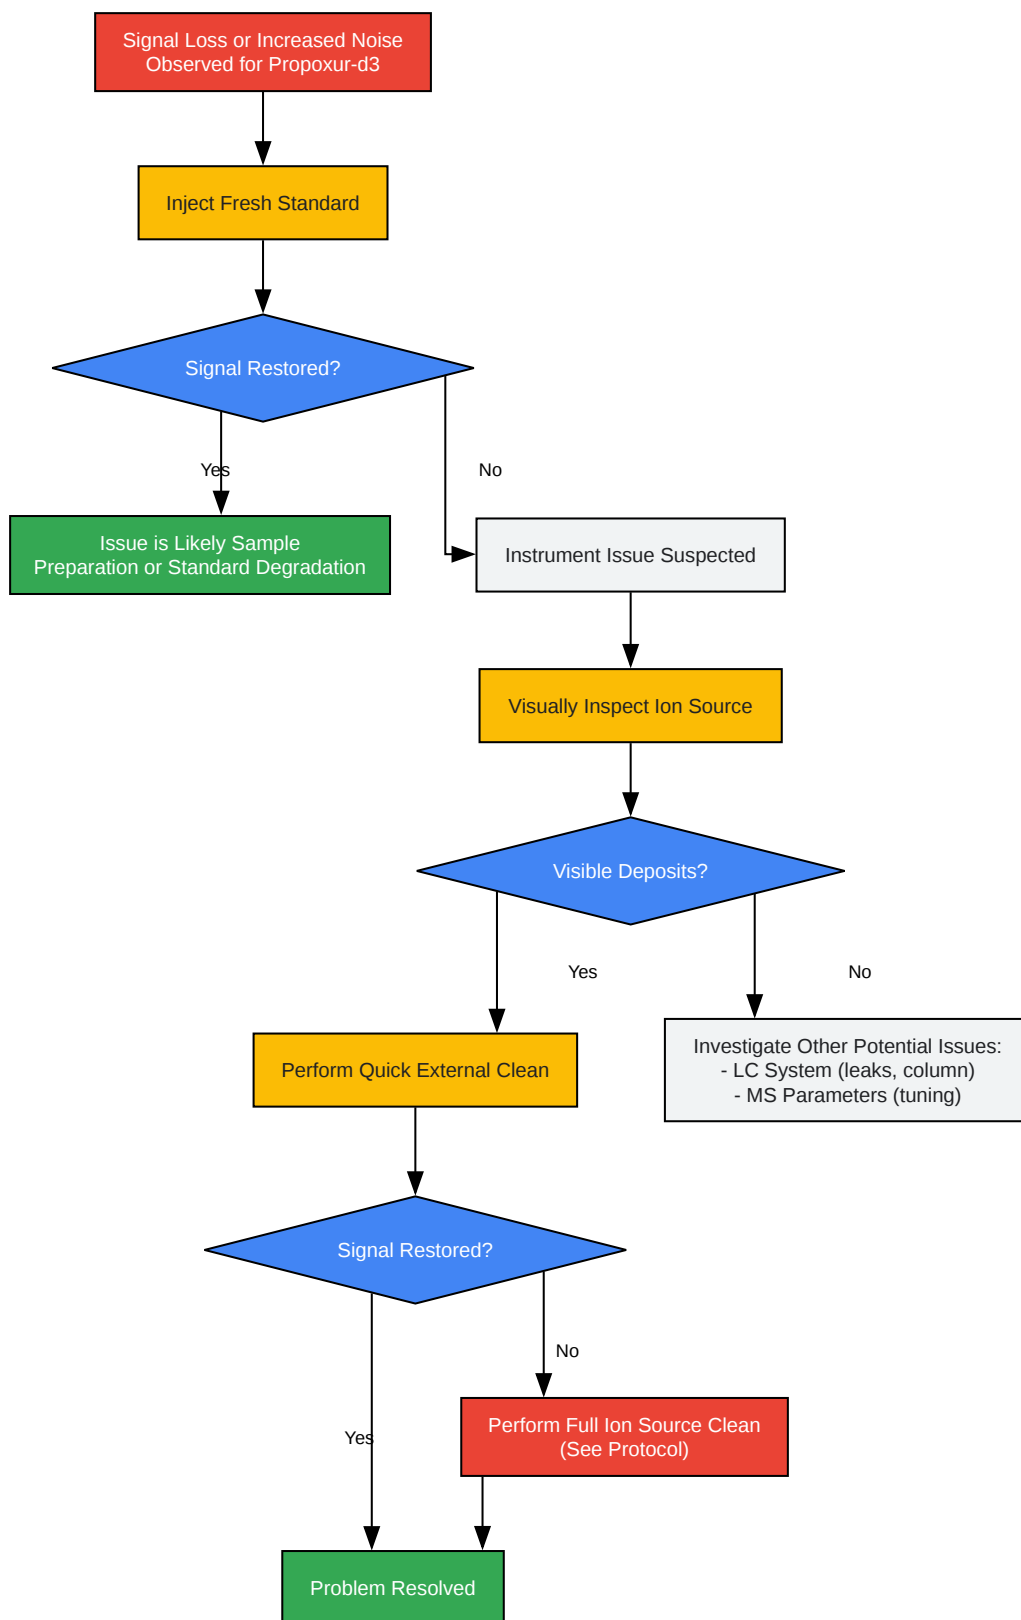 Signal Loss or Increased Noise
Observed for Propoxur-d3
Inject Fresh Standard
Signal Restored?
Yes
No
Issue is Likely Sample
Preparation or Standard Degradation
Instrument Issue Suspected
Visually Inspect Ion Source
Visible Deposits?
Yes
No
Perform Quick External Clean
Investigate Other Potential Issues:
- LC System (leaks, column)
- MS Parameters (tuning)
Signal Restored?
No
Yes
Perform Full Ion Source Clean
(See Protocol)
Problem Resolved